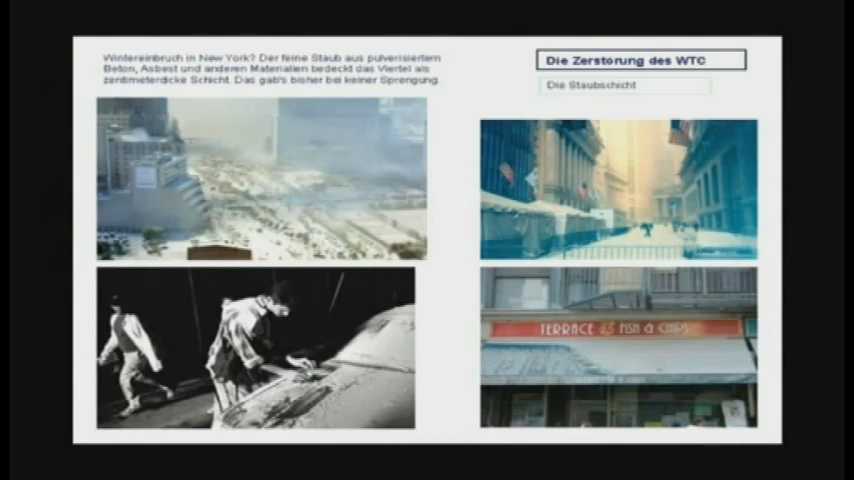 Wintereinbruch in New York? Der feine Staub aus pulverisiertem
Beton, Asbest und anderen Materialien bedeckt das Viertel als
zentimeterdicke Schicht. Das gab's bisher bei keiner Sprengung.
Die Zerstörung des WTC
Die Staubschicht
TERRACE FISH & CHIPS